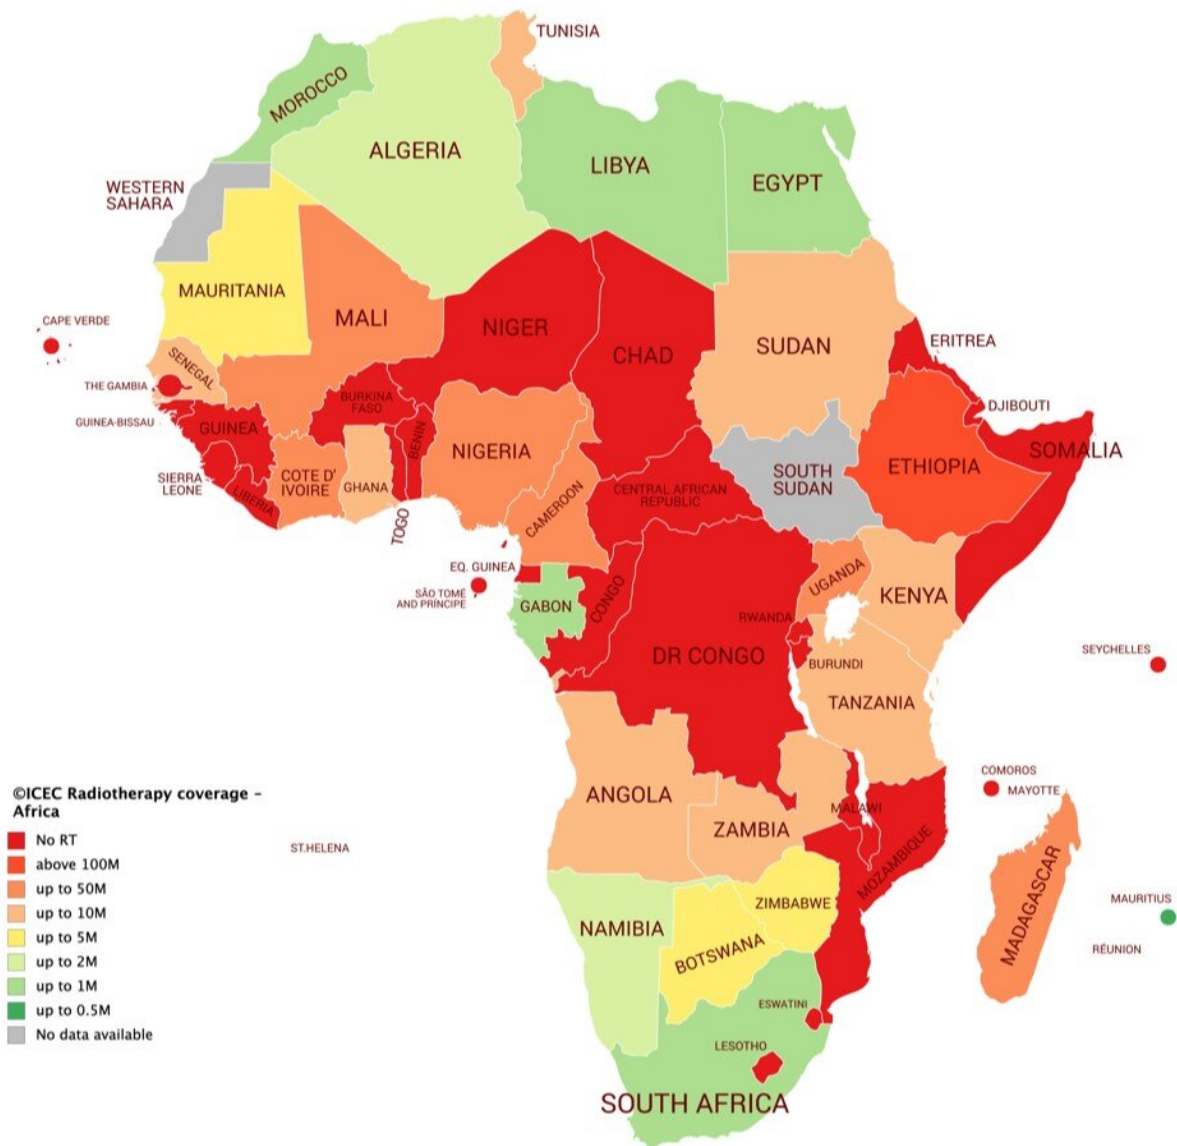 TUNISIA
MOROCCO
ALGERIA
LIBYA
EGYPT
WESTERN
SAHARA
MAURITANIA
MALI
NIGER
CHAD
SUDAN
ERITREA
CAPE VERDE
SENEGAL
THE GAMBIA
GUINEA-BISSAU
GUINEA
BURKINA
FASO
BENIN
NIGERIA
DJIBOUTI
SOMALIA
ETHIOPIA
SOUTH
SUDAN
SIERRA
LEONE
LIBERIA
COTE D'
IVOIRE
GHANA
TOGO
CAMEROON
CENTRAL AFRICAN
REPUBLIC
EQ. GUINEA
SÃO TOMÉ
AND PRÍNCIPE
GABON
CONGO
DR CONGO
UGANDA
KENYA
RWANDA
BURUNDI
TANZANIA
SEYCHELLES
COMOROS
MAYOTTE
ANGOLA
ZAMBIA
MALAWI
MOZAMBIQUE
MADAGASCAR
MAURITIUS
RÉUNION
ST.HELENA
ZIMBABWE
NAMIBIA
BOTSWANA
ESWATINI
LESOTHO
SOUTH AFRICA
©ICEC Radiotherapy coverage –
Africa
No RT
above 100M
up to 50M
up to 10M
up to 5M
up to 2M
up to 1M
up to 0.5M
No data available